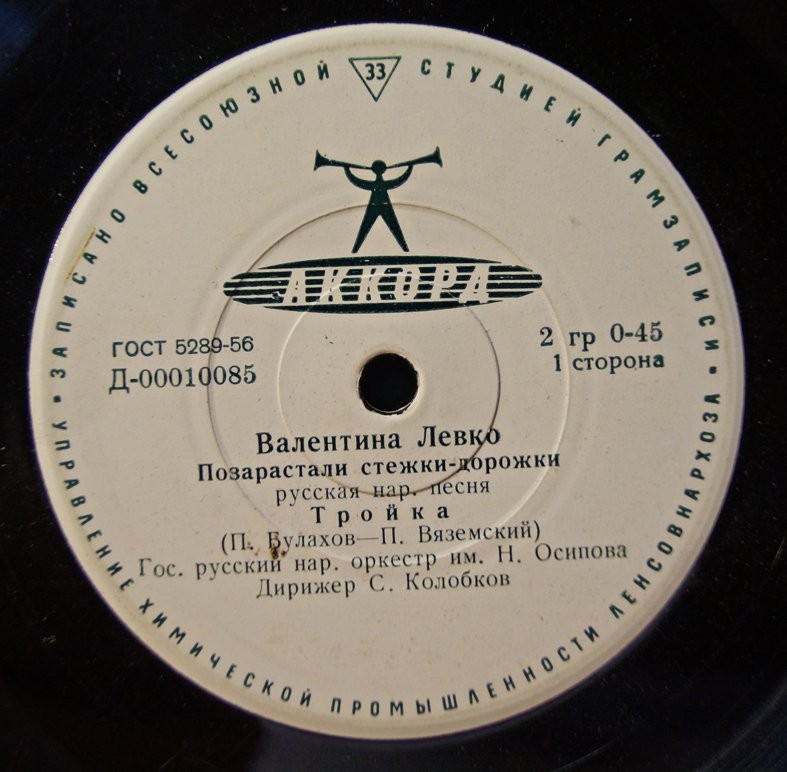 ЗАПИСАНО ВСЕСОЮЗНОЙ СТУДИЕЙ ГРАМЗАПИСИ
33
АККОРД
ГОСТ 5289-56
Д-00010085
2 гр 0-45
1 сторона
Валентина Левко
Позарастали стежки-дорожки
русская нар. песня
Тройка
(П. Булахов—П. Вяземский)
Гос. русский нар. оркестр им. Н. Осипова
Дирижер С. Колобков
УПРАВЛЕНИЕ ХИМИЧЕСКОЙ ПРОМЫШЛЕННОСТИ ЛЕНСОВНАРХОЗА